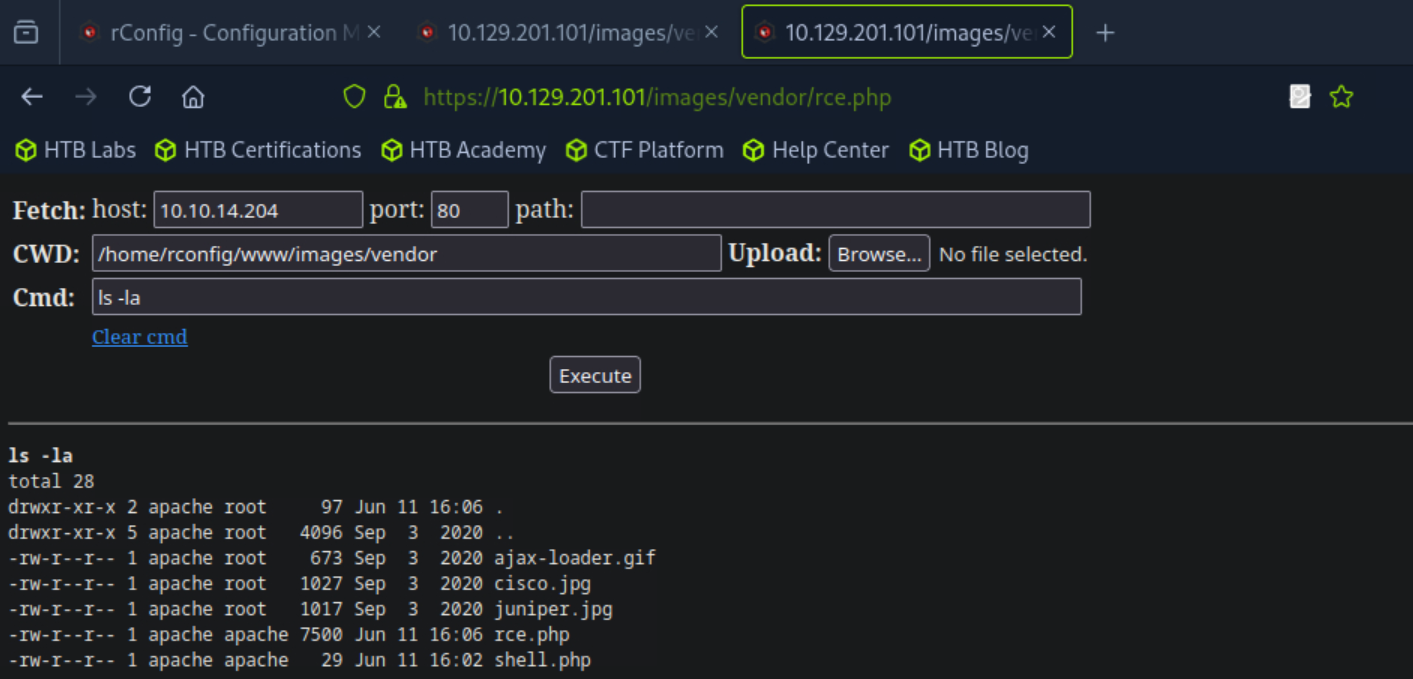 rConfig - Configuration M 10.129.201.101/images/ve 10.129.201.101/images/ve
https://10.129.201.101/images/vendor/rce.php
HTB Labs HTB Certifications HTB Academy CTF Platform Help Center HTB Blog
Fetch: host: 10.10.14.204 port: 80 path:
CWD: /home/rconfig/www/images/vendor Upload: Browse... No file selected.
Cmd: ls -la
Clear cmd
Execute
ls -la
total 28
drwxr-xr-x 2 apache root 97 Jun 11 16:06 .
drwxr-xr-x 5 apache root 4096 Sep 3 2020 ..
-rw-r--r-- 1 apache root 673 Sep 3 2020 ajax-loader.gif
-rw-r--r-- 1 apache root 1027 Sep 3 2020 cisco.jpg
-rw-r--r-- 1 apache root 1017 Sep 3 2020 juniper.jpg
-rw-r--r-- 1 apache apache 7500 Jun 11 16:06 rce.php
-rw-r--r-- 1 apache apache 29 Jun 11 16:02 shell.php